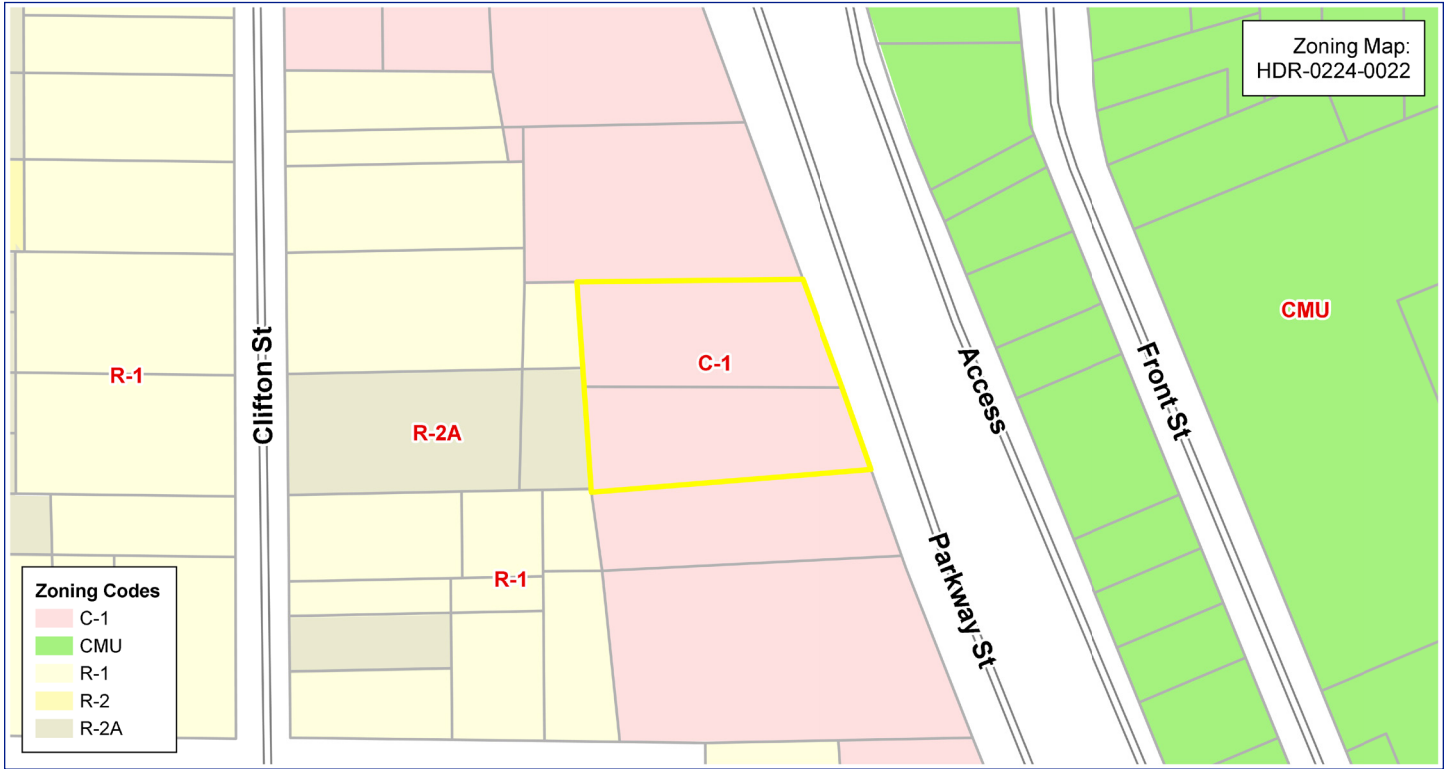 Zoning Map:
HDR-0224-0022
CMU
C-1
R-1
R-2A
R-1
Clifton St
Access
Front St
Parkway St
Zoning Codes
C-1
CMU
R-1
R-2
R-2A